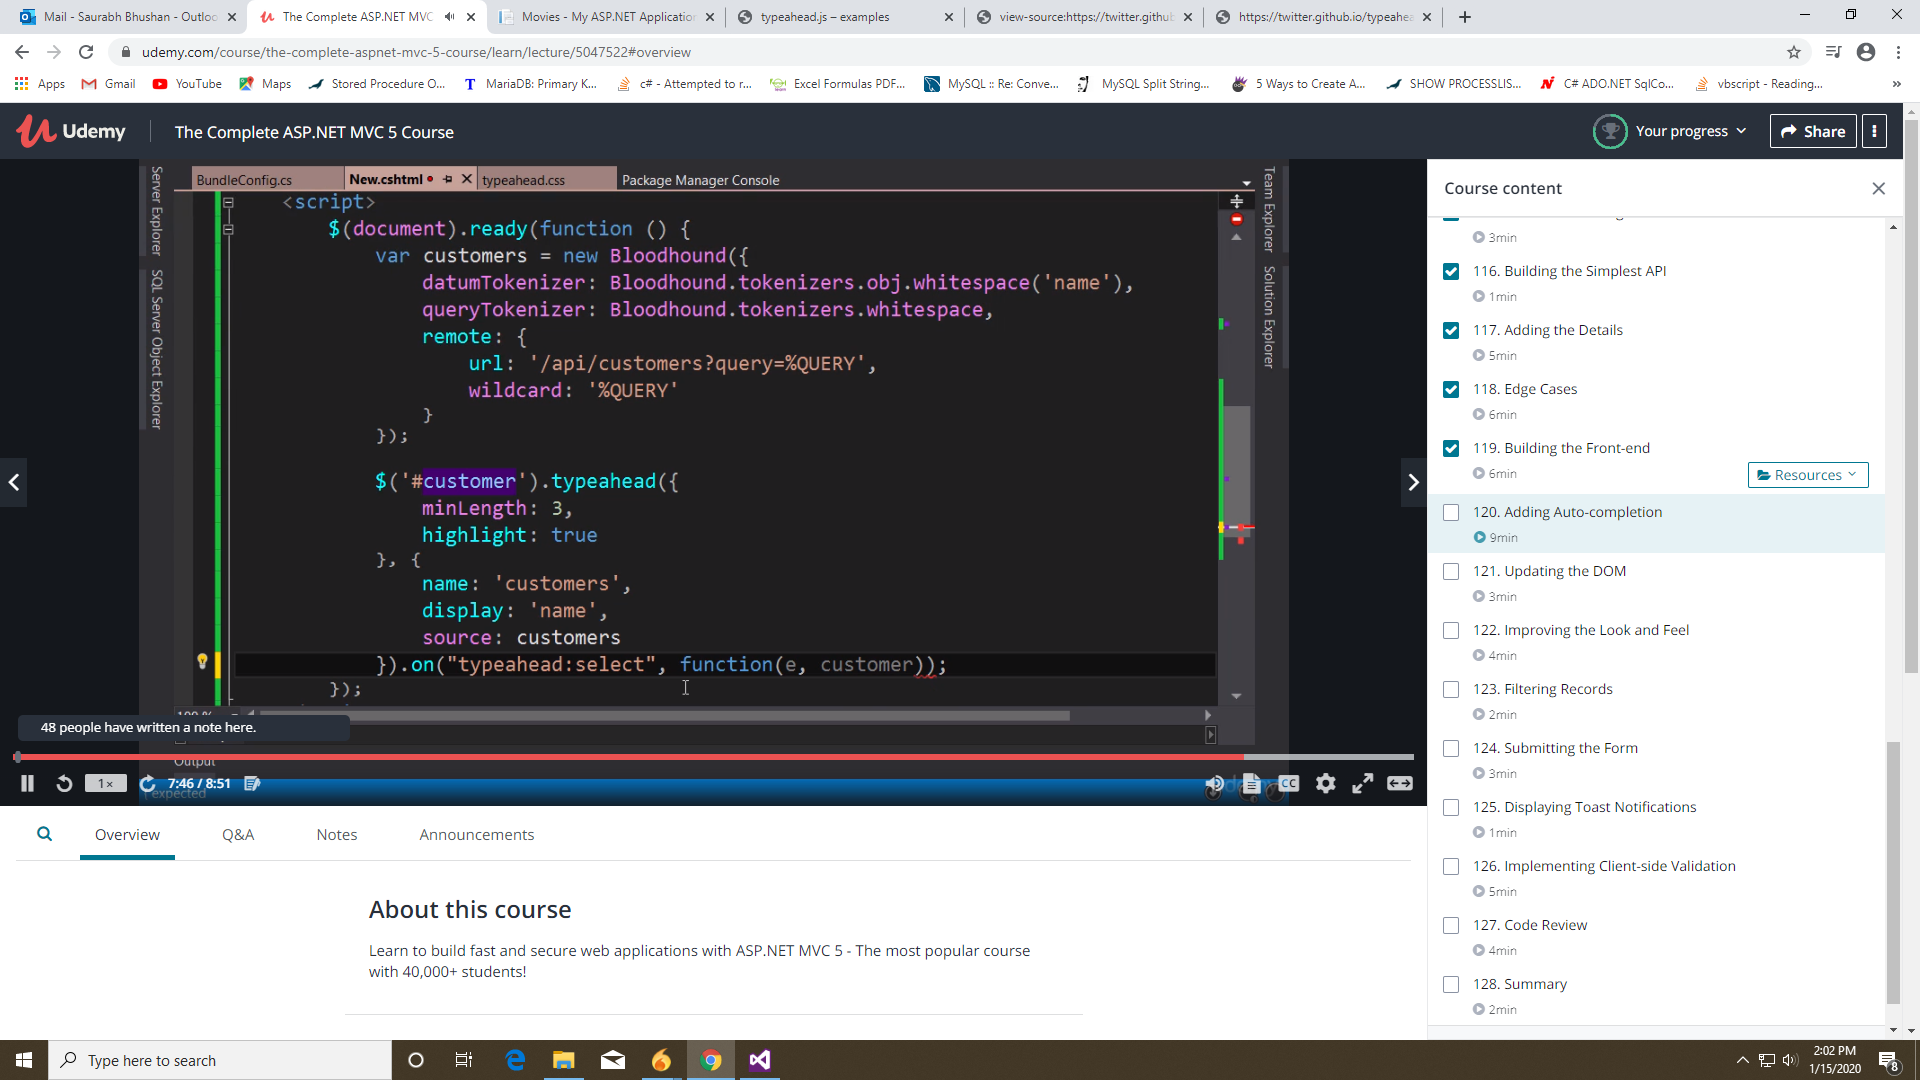 Mail - Saurabh Bhushan - Outloo
The Complete ASP.NET MVC
Movies - My ASP.NET Application
typeahead.js – examples
view-source:https://twitter.github
https://twitter.github.io/typeahea
udemy.com/course/the-complete-aspnet-mvc-5-course/learn/lecture/5047522#overview
Apps
Gmail
YouTube
Maps
Stored Procedure O...
MariaDB: Primary K...
c# - Attempted to r...
Excel Formulas PDF...
MySQL :: Re: Conve...
MySQL Split String...
5 Ways to Create A...
SHOW PROCESSLIS...
C# ADO.NET SqlCo...
vbscript - Reading...
»
Udemy
The Complete ASP.NET MVC 5 Course
Your progress
Share
Server Explorer
SQL Server Object Explorer
BundleConfig.cs
New.cshtml
typeahead.css
Package Manager Console
Team Explorer
Solution Explorer
<script>
$(document).ready(function () {
var customers = new Bloodhound({
datumTokenizer: Bloodhound.tokenizers.obj.whitespace('name'),
queryTokenizer: Bloodhound.tokenizers.whitespace,
remote: {
url: '/api/customers?query=%QUERY',
wildcard: '%QUERY'
}
});
$('#customer').typeahead({
minLength: 3,
highlight: true
}, {
name: 'customers',
display: 'name',
source: customers
}).on("typeahead:select", function(e, customer));
});
48 people have written a note here.
Output
1x
7:46 / 8:51
expected
CC
Course content
3min
116. Building the Simplest API
1min
117. Adding the Details
5min
118. Edge Cases
6min
119. Building the Front-end
6min
Resources
120. Adding Auto-completion
9min
121. Updating the DOM
3min
122. Improving the Look and Feel
4min
123. Filtering Records
2min
124. Submitting the Form
3min
125. Displaying Toast Notifications
1min
126. Implementing Client-side Validation
5min
127. Code Review
4min
128. Summary
2min
Overview
Q&A
Notes
Announcements
About this course
Learn to build fast and secure web applications with ASP.NET MVC 5 - The most popular course
with 40,000+ students!
Type here to search
2:02 PM
1/15/2020
8